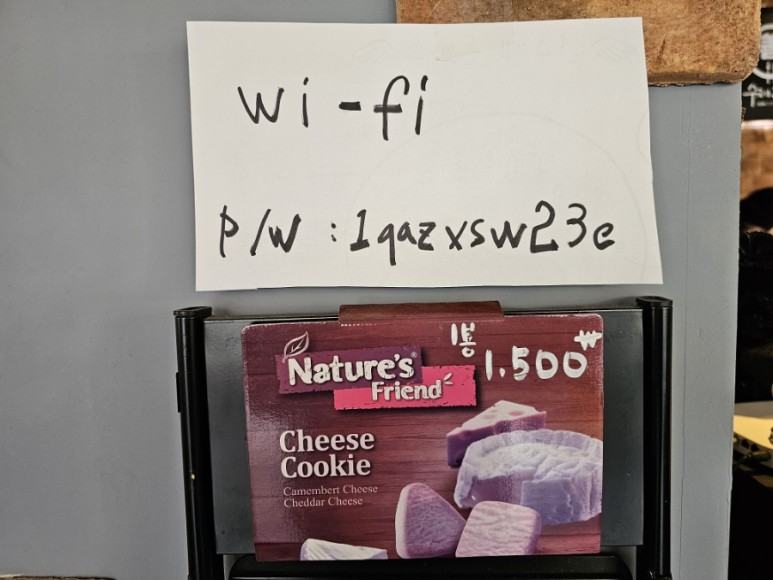 wi-fi
P/W : 1qazxsw23e
1봉
1.500₩
Nature's
Friend
Cheese
Cookie
Camembert Cheese
Cheddar Cheese